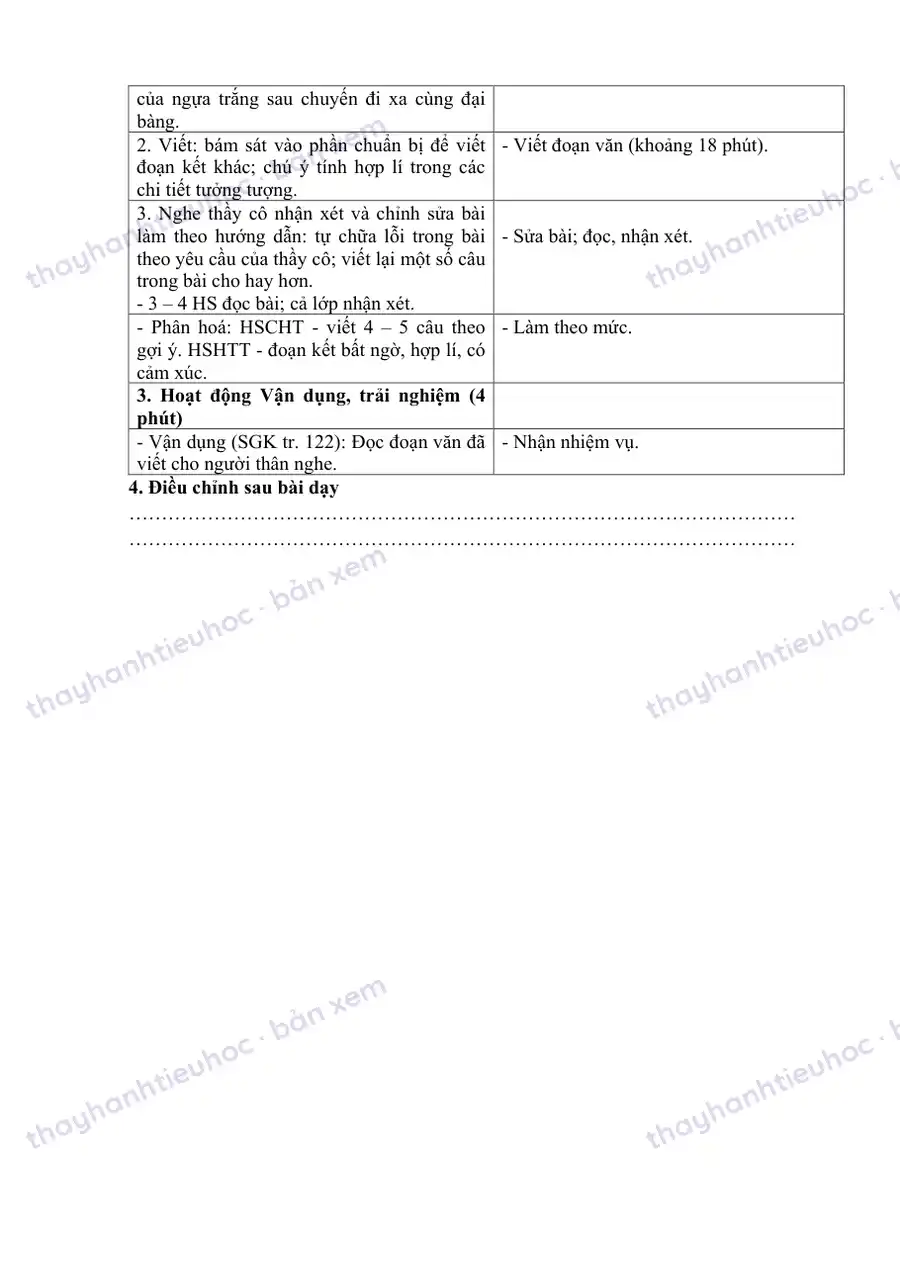 của ngựa trắng sau chuyến đi xa cùng đại
bàng.
2. Viết: bám sát vào phần chuẩn bị để viết
đoạn kết khác; chú ý tính hợp lí trong các
chi tiết tưởng tượng.
- Viết đoạn văn (khoảng 18 phút).
3. Nghe thầy cô nhận xét và chỉnh sửa bài
làm theo hướng dẫn: tự chữa lỗi trong bài
theo yêu cầu của thầy cô; viết lại một số câu
trong bài cho hay hơn.
- 3 – 4 HS đọc bài; cả lớp nhận xét.
- Sửa bài; đọc, nhận xét.
- Phân hoá: HSCHT - viết 4 – 5 câu theo
gợi ý. HSHTT - đoạn kết bất ngờ, hợp lí, có
cảm xúc.
- Làm theo mức.
3. Hoạt động Vận dụng, trải nghiệm (4
phút)
- Vận dụng (SGK tr. 122): Đọc đoạn văn đã
viết cho người thân nghe.
- Nhận nhiệm vụ.
4. Điều chỉnh sau bài dạy
…………………………………………………………………………………………
…………………………………………………………………………………………
thayhanhtieuhoc · bản xem
thayhanhtieuhoc · b
thayhanhtieuhoc · bản xem
thayhanhtieuhoc · b
thayhanhtieuhoc · bản xem
thayhanhtieuhoc · b